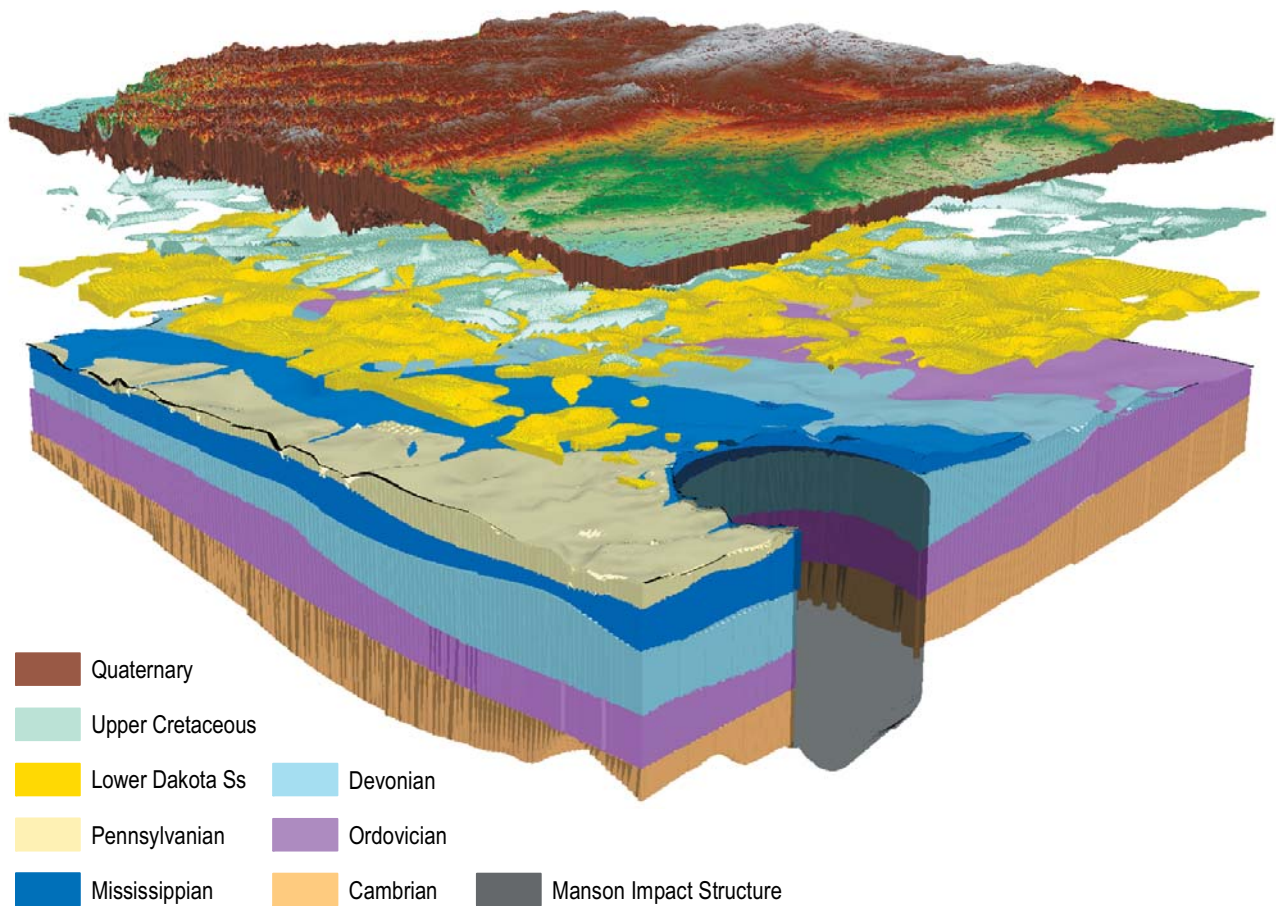 Quaternary
Upper Cretaceous
Lower Dakota Ss
Devonian
Pennsylvanian
Ordovician
Mississippian
Cambrian
Manson Impact Structure